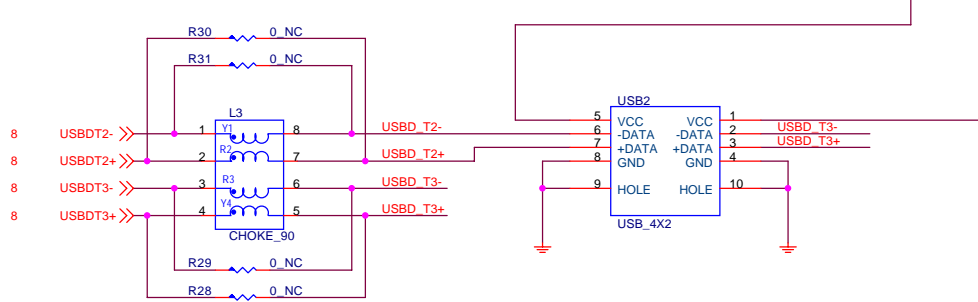 R30 0_NC
R31 0_NC
L3
8 USBDT2- 1 Y1 8 USBD_T2-
8 USBDT2+ 2 R2 7 USBD_T2+
8 USBDT3- 3 R3 6 USBD_T3-
8 USBDT3+ 4 Y4 5 USBD_T3+
CHOKE_90
R29 0_NC
R28 0_NC
USB2
5 VCC VCC 1
6 -DATA -DATA 2 USBD_T3-
7 +DATA +DATA 3 USBD_T3+
8 GND GND 4
9 HOLE HOLE 10
USB_4X2